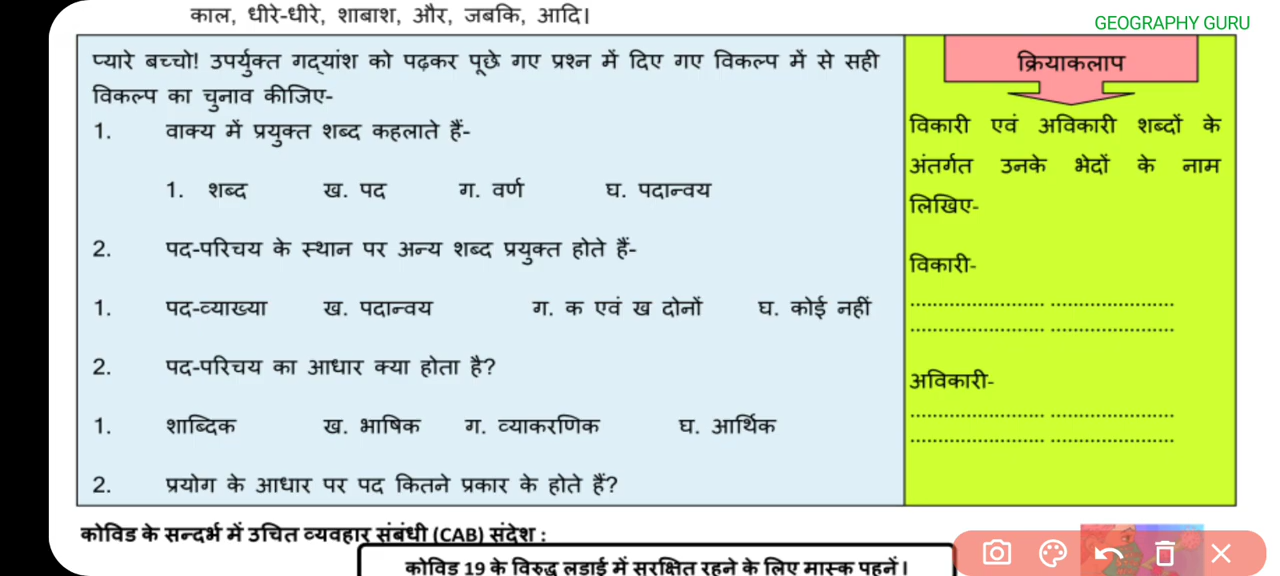 काल, धीरे-धीरे, शाबाश, और, जबकि, आदि।
GEOGRAPHY GURU
प्यारे बच्चो! उपर्युक्त गद्यांश को पढ़कर पूछे गए प्रश्न में दिए गए विकल्प में से सही
विकल्प का चुनाव कीजिए-
1. वाक्य में प्रयुक्त शब्द कहलाते हैं-
1. शब्द ख. पद ग. वर्ण घ. पदान्वय
2. पद-परिचय के स्थान पर अन्य शब्द प्रयुक्त होते हैं-
1. पद-व्याख्या ख. पदान्वय ग. क एवं ख दोनों घ. कोई नहीं
2. पद-परिचय का आधार क्या होता है?
1. शाब्दिक ख. भाषिक ग. व्याकरणिक घ. आर्थिक
2. प्रयोग के आधार पर पद कितने प्रकार के होते हैं?
क्रियाकलाप
विकारी एवं अविकारी शब्दों के
अंतर्गत उनके भेदों के नाम
लिखिए-
विकारी-
........................ ......................
........................ ......................
अविकारी-
........................ ......................
........................ ......................
कोविड के सन्दर्भ में उचित व्यवहार संबंधी (CAB) संदेश :
कोविड 19 के विरुद्ध लडाई में सुरक्षित रहने के लिए मास्क पहनें।